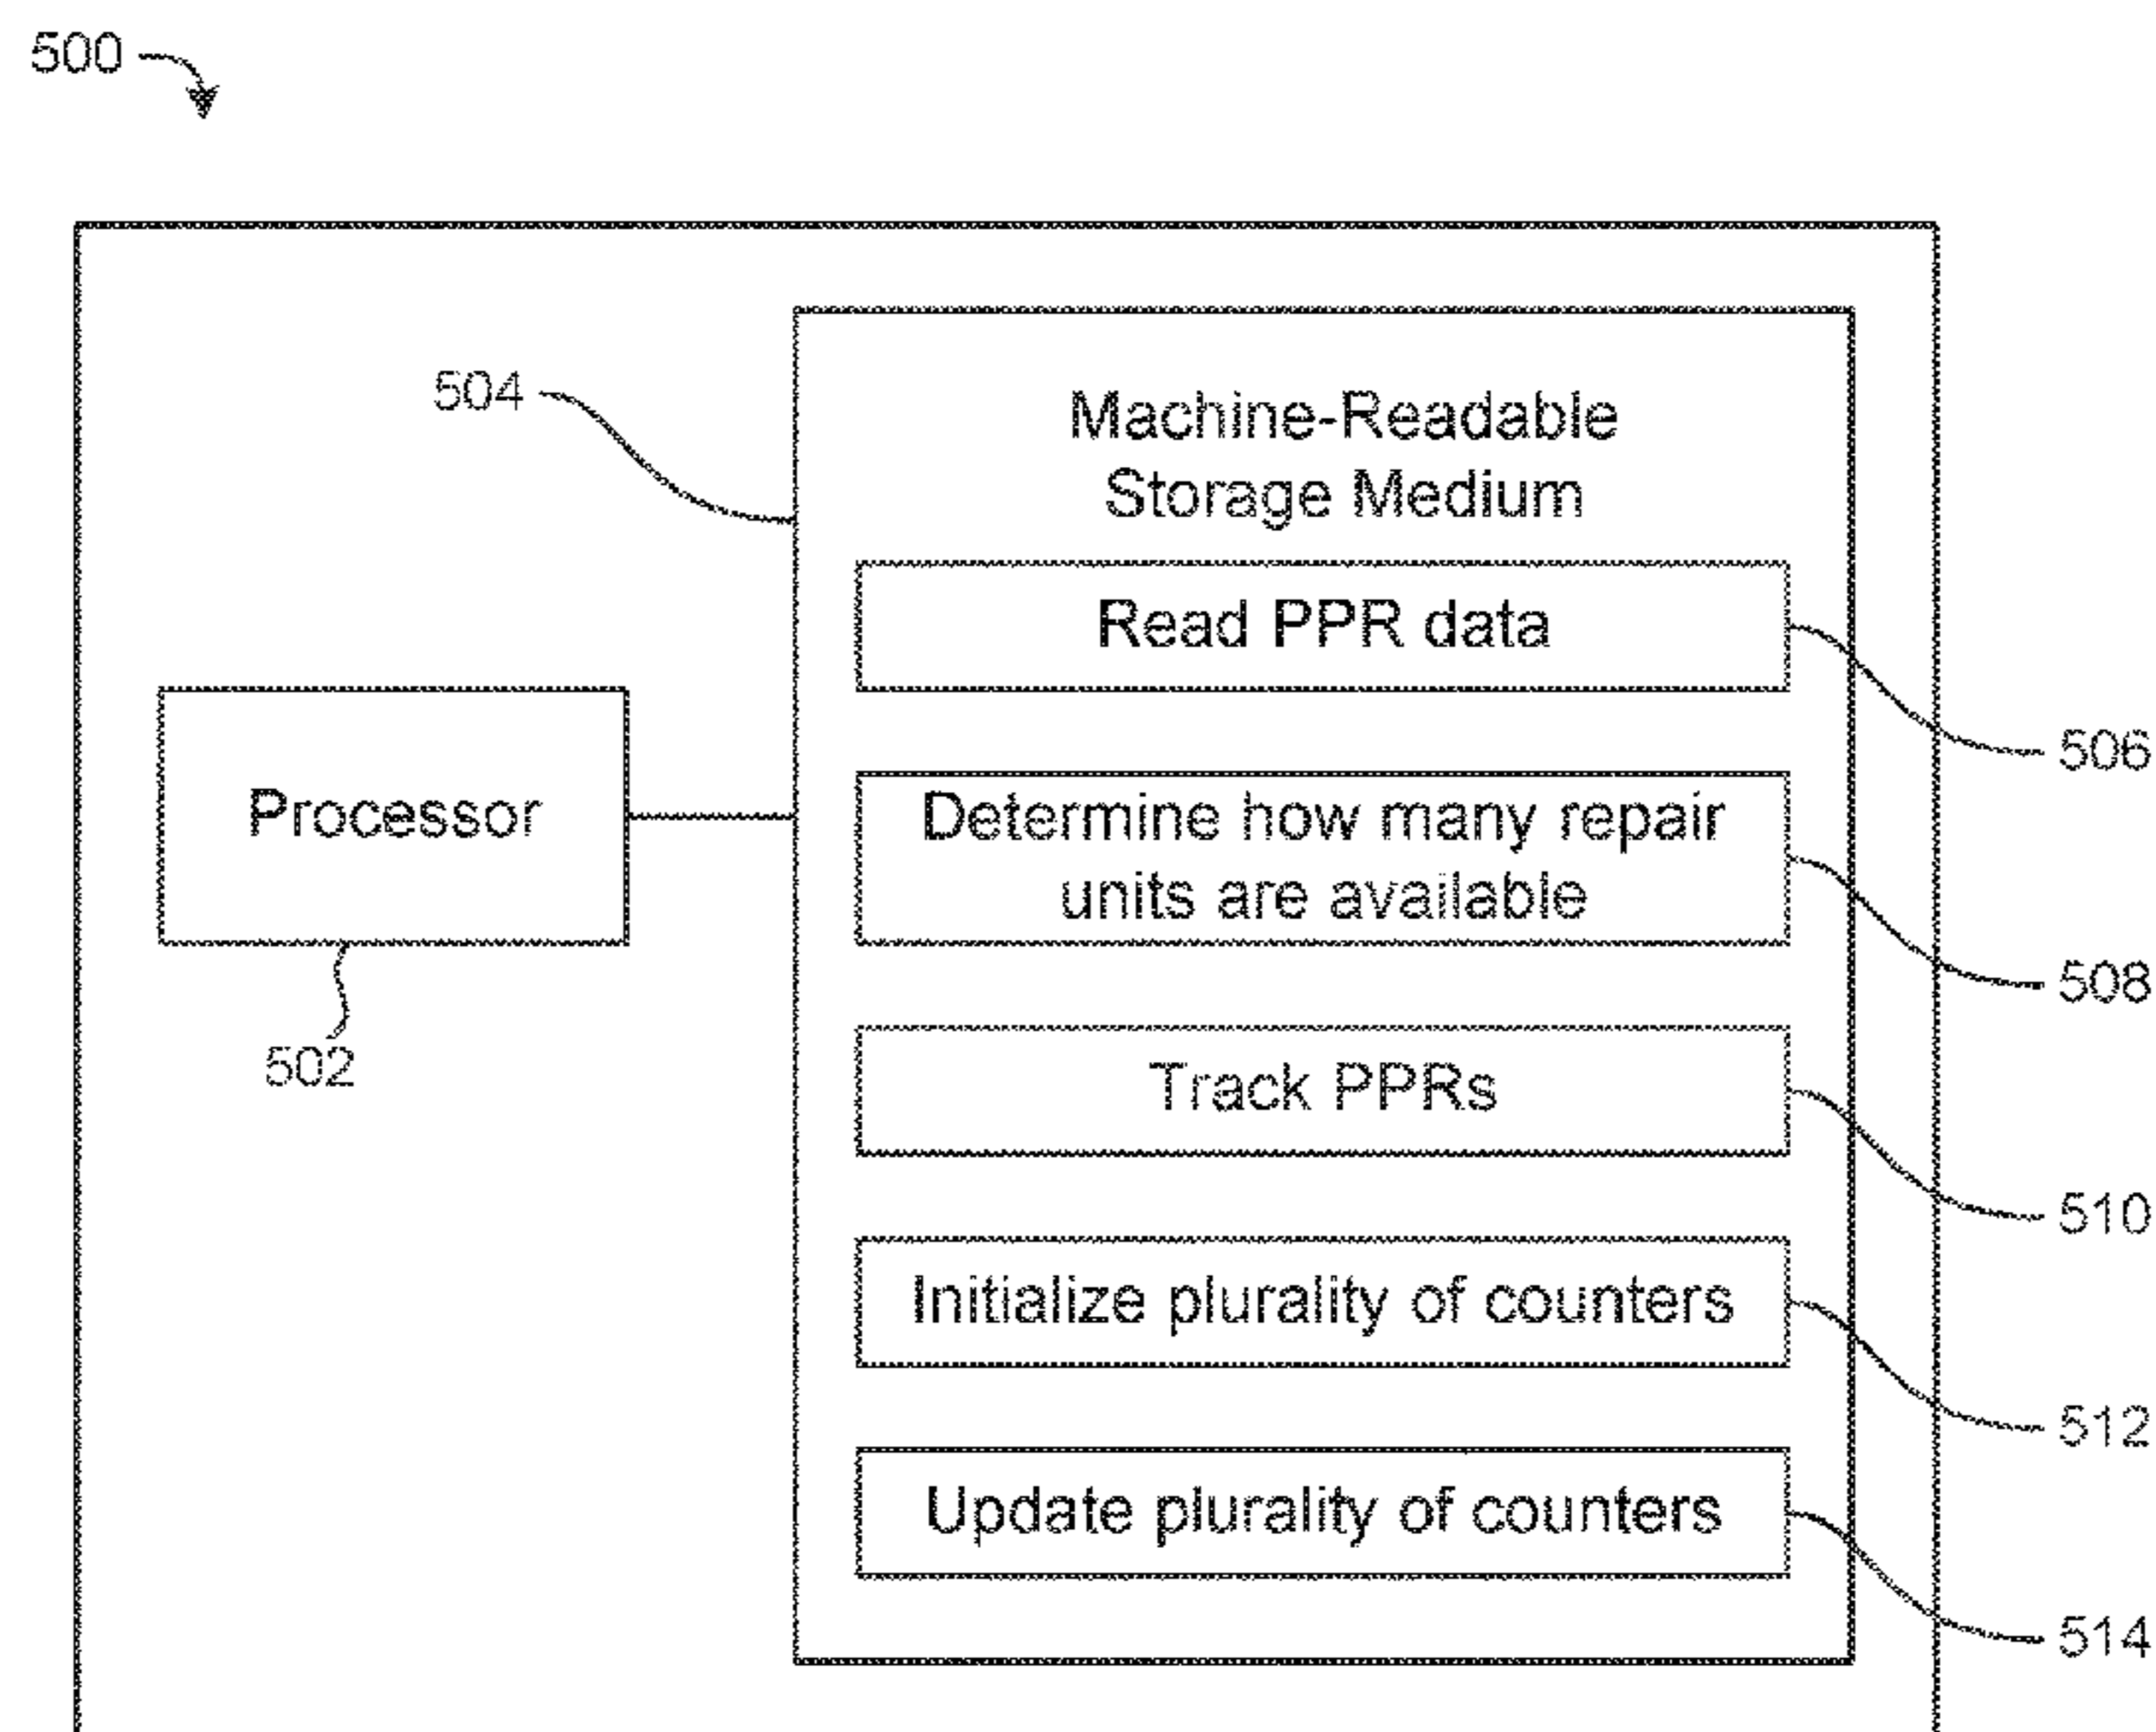 500
504
Machine-Readable
Storage Medium
Read PPR data
506
Processor
502
Determine how many repair
units are available
508
Track PPRs
510
Initialize plurality of counters
512
Update plurality of counters
514